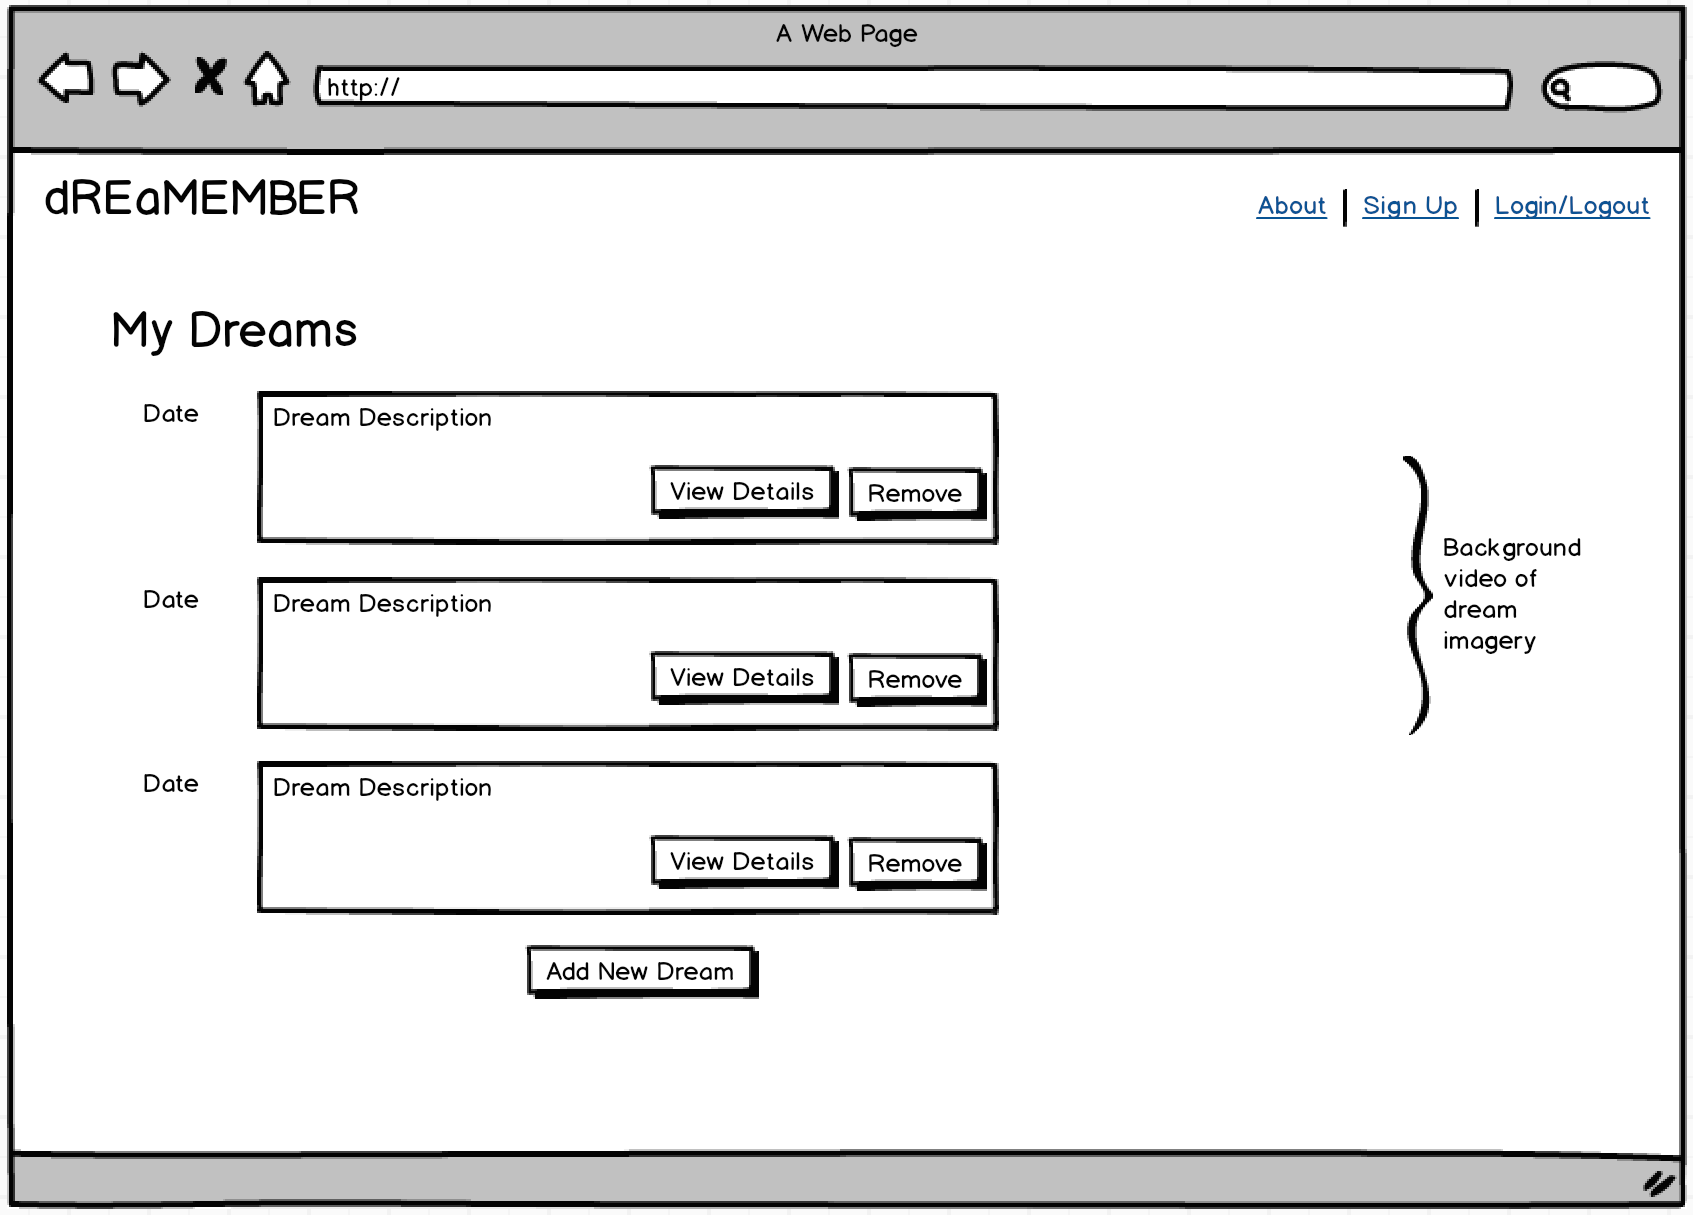 A Web Page
http://
dREaMEMBER
About | Sign Up | Login/Logout
My Dreams
Date
Dream Description
View Details
Remove
Date
Dream Description
View Details
Remove
Date
Dream Description
View Details
Remove
Background
video of
dream
imagery
Add New Dream